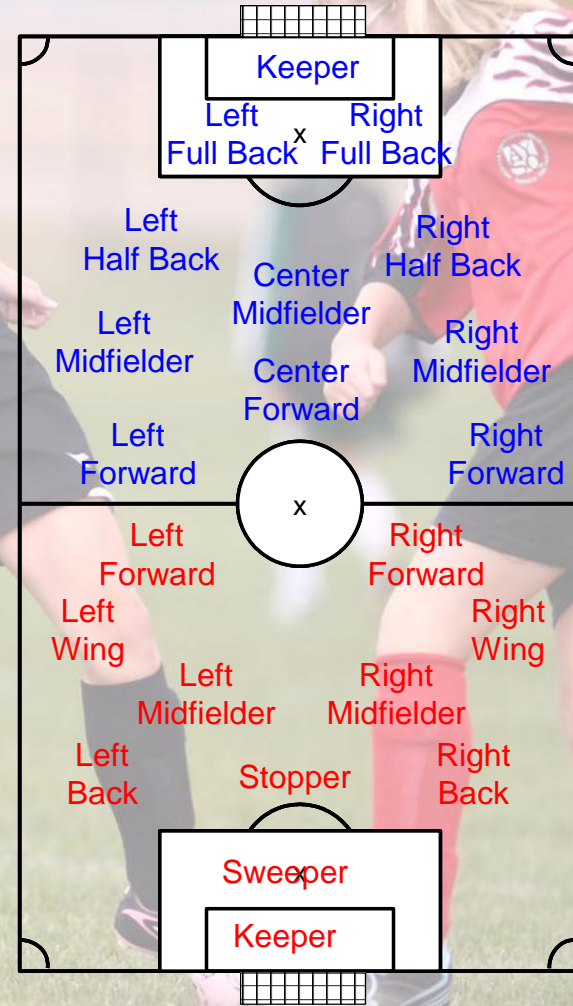 Keeper
Left Right
Full Back x Full Back
Left Right
Half Back Half Back
Center
Midfielder
Left Right
Midfielder Midfielder
Center
Forward
Left Right
Forward Forward
x
Left Right
Forward Forward
Left Right
Wing Wing
Left Right
Midfielder Midfielder
Left Right
Back Stopper Back
Sweeper
x
Keeper